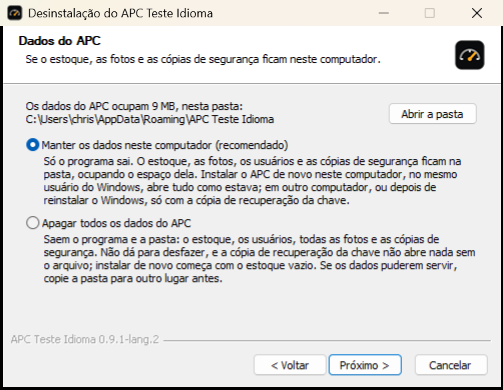 Desinstalação do APC Teste Idioma
Dados do APC
Se o estoque, as fotos e as cópias de segurança ficam neste computador.
Os dados do APC ocupam 9 MB, nesta pasta:
C:\Users\chris\AppData\Roaming\APC Teste Idioma
Abrir a pasta
Manter os dados neste computador (recomendado)
Só o programa sai. O estoque, as fotos, os usuários e as cópias de segurança ficam na
pasta, ocupando o espaço dela. Instalar o APC de novo neste computador, no mesmo
usuário do Windows, abre tudo como estava; em outro computador, ou depois de
reinstalar o Windows, só com a cópia de recuperação da chave.
Apagar todos os dados do APC
Saem o programa e a pasta: o estoque, os usuários, todas as fotos e as cópias de
segurança. Não dá para desfazer, e a cópia de recuperação da chave não abre nada sem
o arquivo; instalar de novo começa com o estoque vazio. Se os dados puderem servir,
copie a pasta para outro lugar antes.
APC Teste Idioma 0.9.1-lang.2
< Voltar
Próximo >
Cancelar